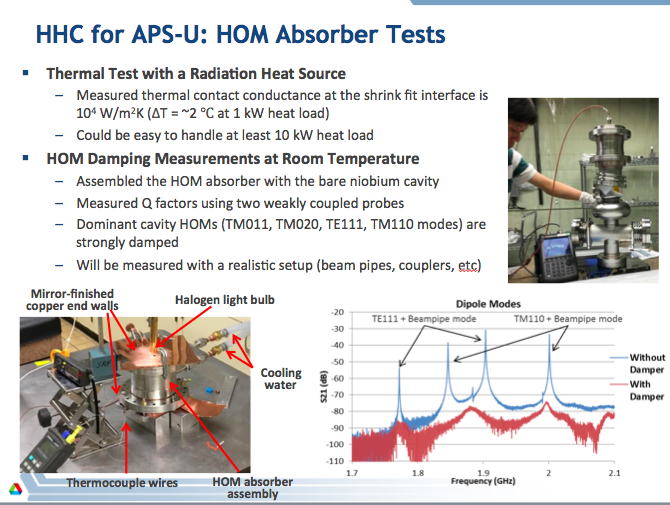 HHC for APS-U: HOM Absorber Tests
▪ Thermal Test with a Radiation Heat Source
– Measured thermal contact conductance at the shrink fit interface is
10⁴ W/m²K (ΔT = ~2 °C at 1 kW heat load)
– Could be easy to handle at least 10 kW heat load
▪ HOM Damping Measurements at Room Temperature
– Assembled the HOM absorber with the bare niobium cavity
– Measured Q factors using two weakly coupled probes
– Dominant cavity HOMs (TM011, TM020, TE111, TM110 modes) are
strongly damped
– Will be measured with a realistic setup (beam pipes, couplers, etc)
Mirror-finished
copper end walls
Halogen light bulb
Cooling
water
Thermocouple wires
HOM absorber
assembly
Dipole Modes
TE111 + Beampipe mode
TM110 + Beampipe mode
S21 (dB)
-20
-30
-40
-50
-60
-70
-80
-90
-100
-110
1.7
1.8
1.9
2
2.1
Frequency (GHz)
Without
Damper
With
Damper